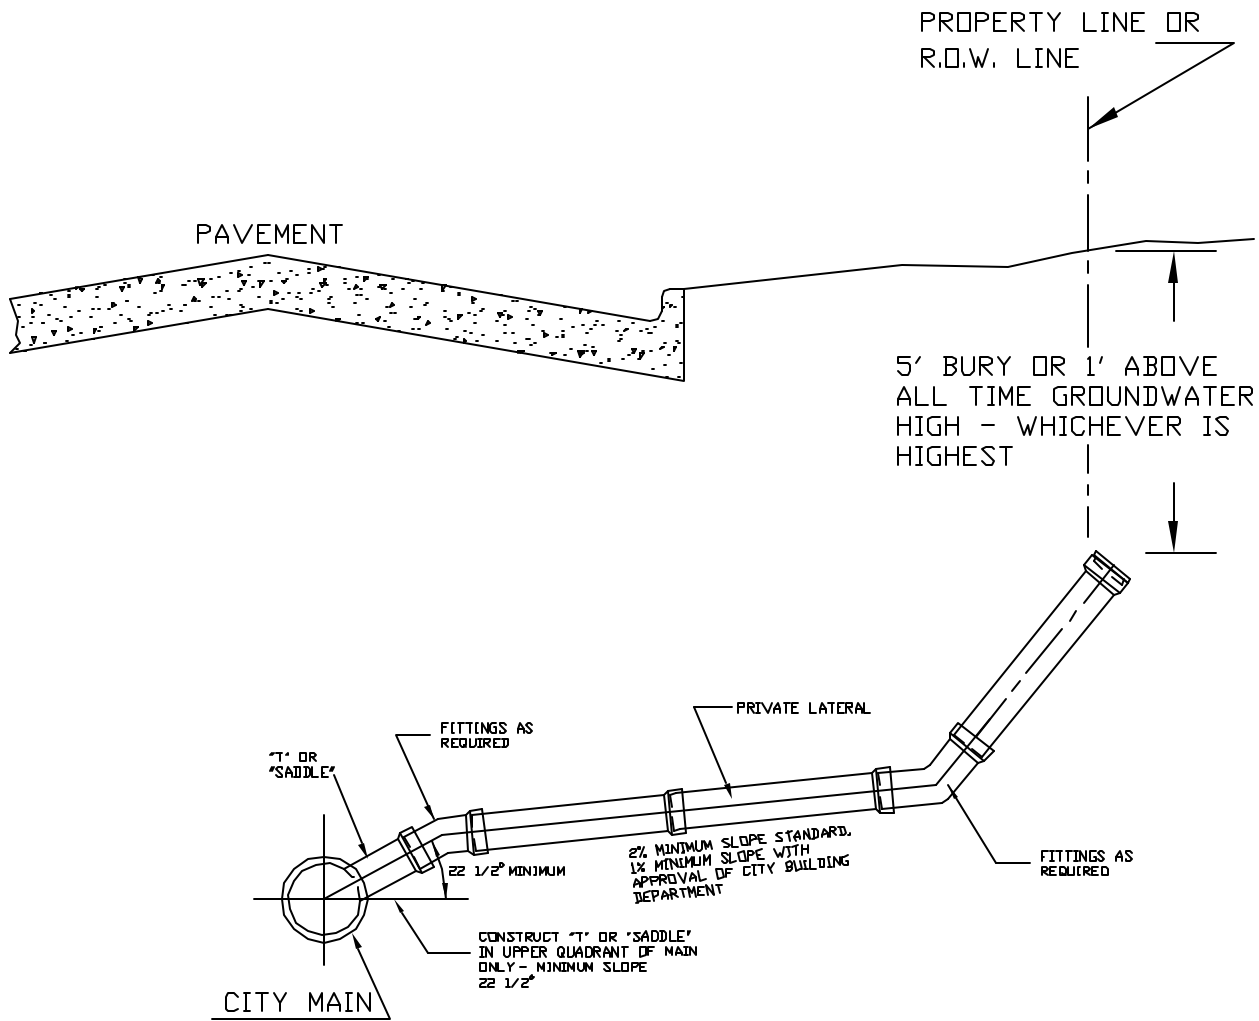 PROPERTY LINE OR
R.O.W. LINE
PAVEMENT
5' BURY OR 1' ABOVE
ALL TIME GROUNDWATER
HIGH - WHICHEVER IS
HIGHEST
PRIVATE LATERAL
FITTINGS AS
REQUIRED
"T" OR
"SADDLE"
2% MINIMUM SLOPE STANDARD.
1% MINIMUM SLOPE WITH
APPROVAL OF CITY BUILDING
DEPARTMENT
22 1/2° MINIMUM
FITTINGS AS
REQUIRED
CONSTRUCT "T" OR "SADDLE"
IN UPPER QUADRANT OF MAIN
ONLY - MINIMUM SLOPE
22 1/2°
CITY MAIN